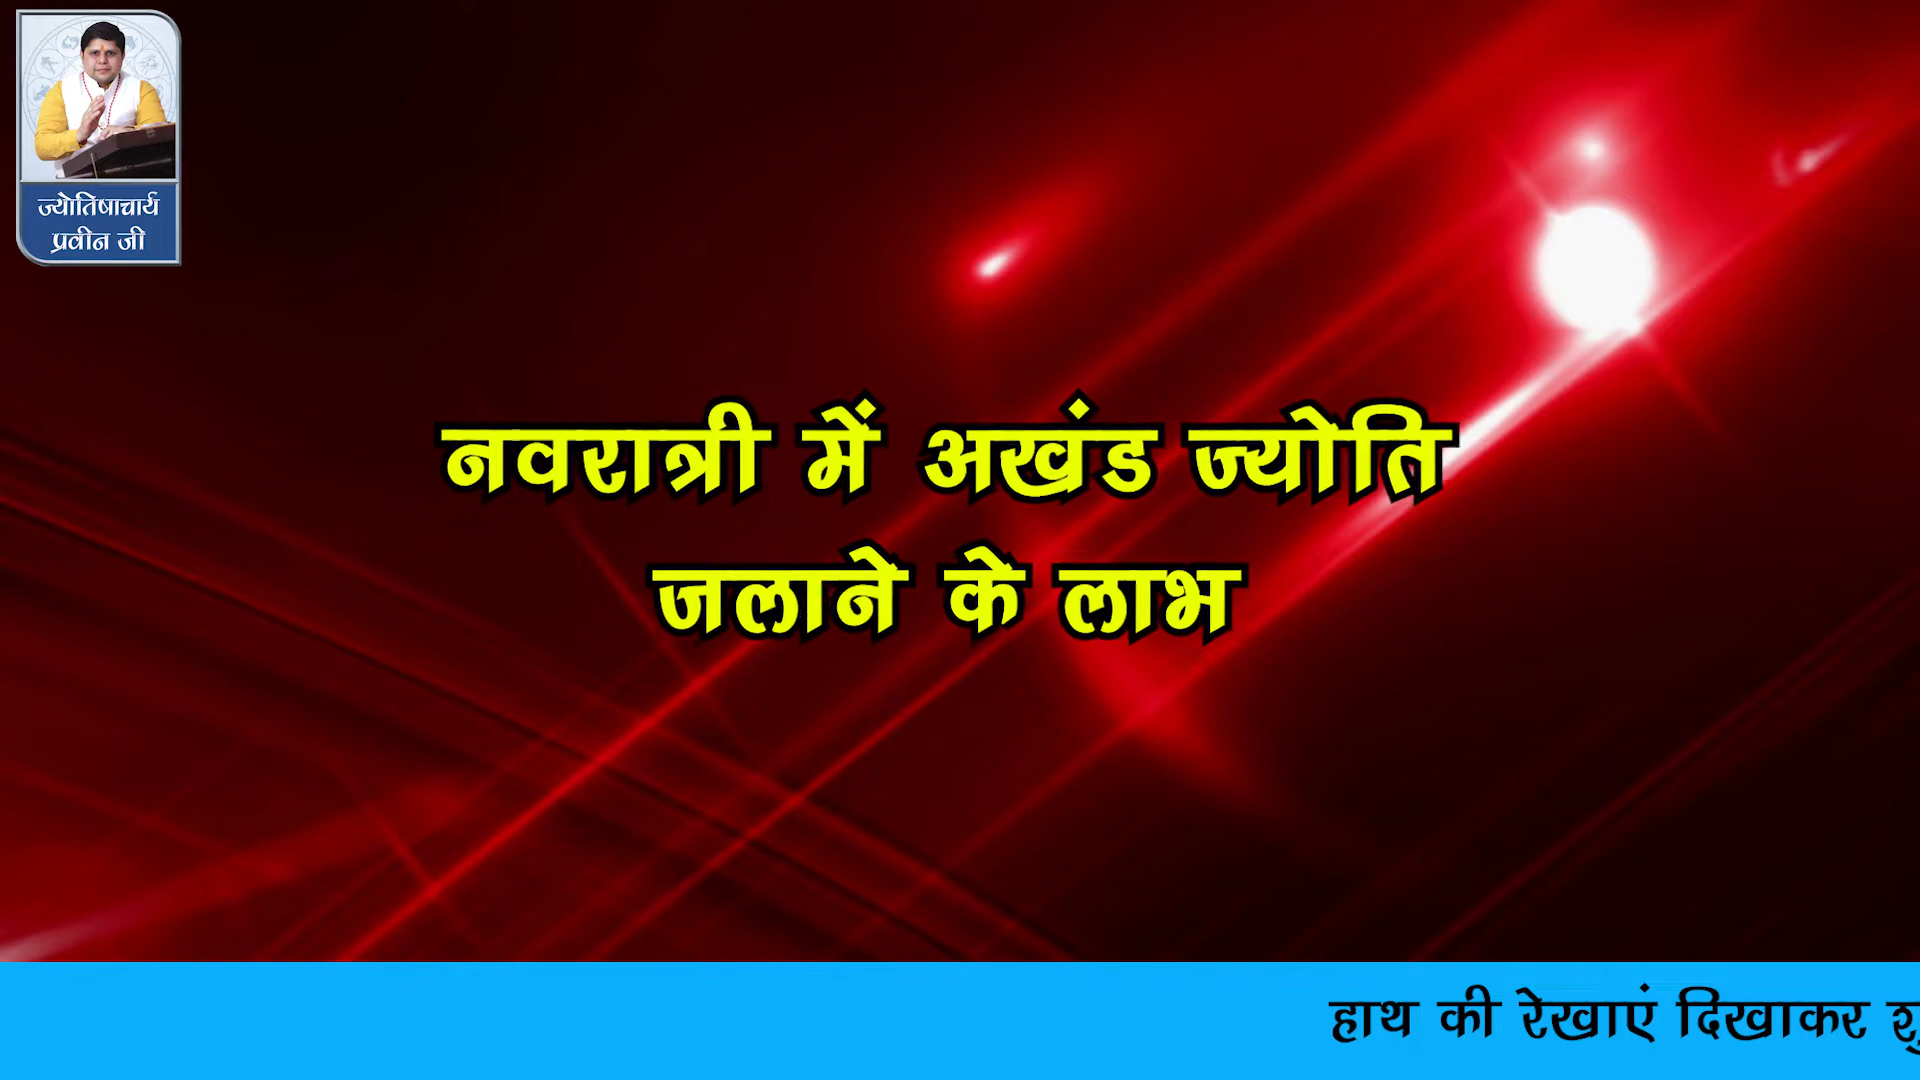 ज्योतिषाचार्य
प्रवीन जी
नवरात्री में अखंड ज्योति
जलाने के लाभ
हाथ की रेखाएं दिखाकर